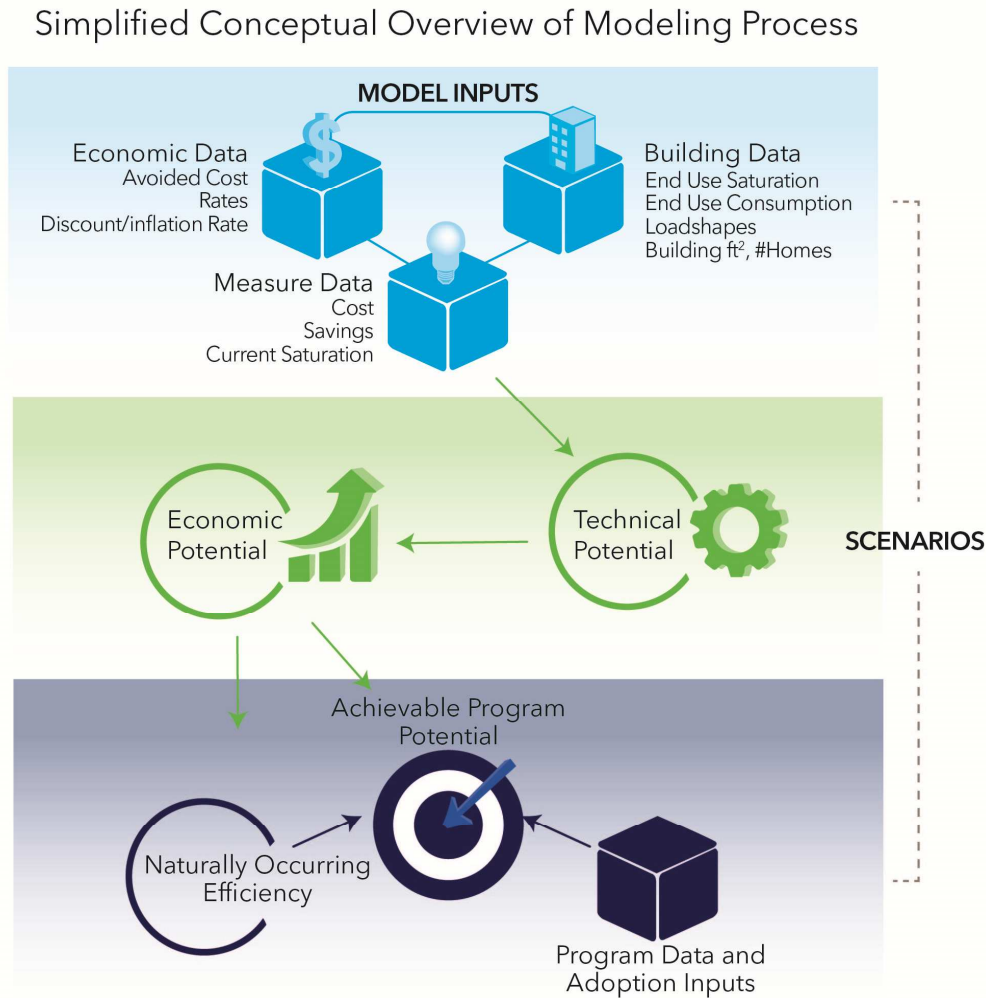 Simplified Conceptual Overview of Modeling Process
MODEL INPUTS
Economic Data
Avoided Cost
Rates
Discount/inflation Rate
Building Data
End Use Saturation
End Use Consumption
Loadshapes
Building ft², #Homes
$
Measure Data
Cost
Savings
Current Saturation
Economic
Potential
Technical
Potential
SCENARIOS
Achievable Program
Potential
Naturally Occurring
Efficiency
Program Data and
Adoption Inputs